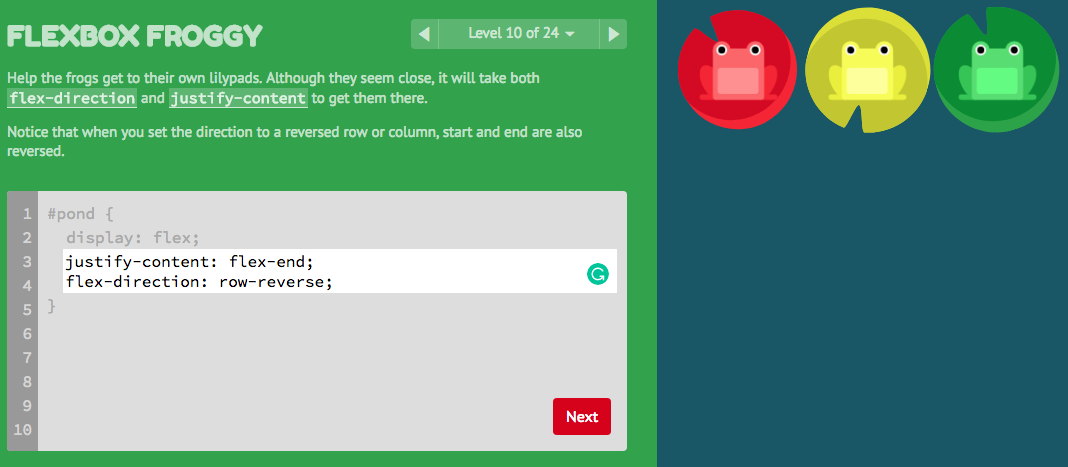 FLEXBOX FROGGY
Level 10 of 24
Help the frogs get to their own lilypads. Although they seem close, it will take both
flex-direction and justify-content to get them there.
Notice that when you set the direction to a reversed row or column, start and end are also
reversed.
1 #pond {
2 display: flex;
3 justify-content: flex-end;
4 flex-direction: row-reverse;
5 }
6
7
8
9
10
Next